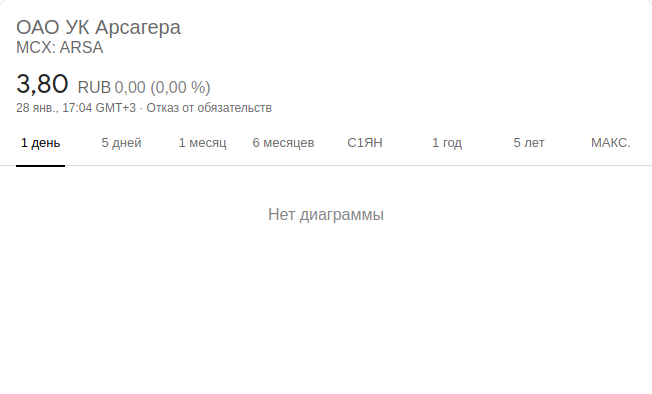 ОАО УК Арсагера
MCX: ARSA
3,80 RUB 0,00 (0,00 %)
28 янв., 17:04 GMT+3 · Отказ от обязательств
1 день 5 дней 1 месяц 6 месяцев С1ЯН 1 год 5 лет МАКС.
Нет диаграммы